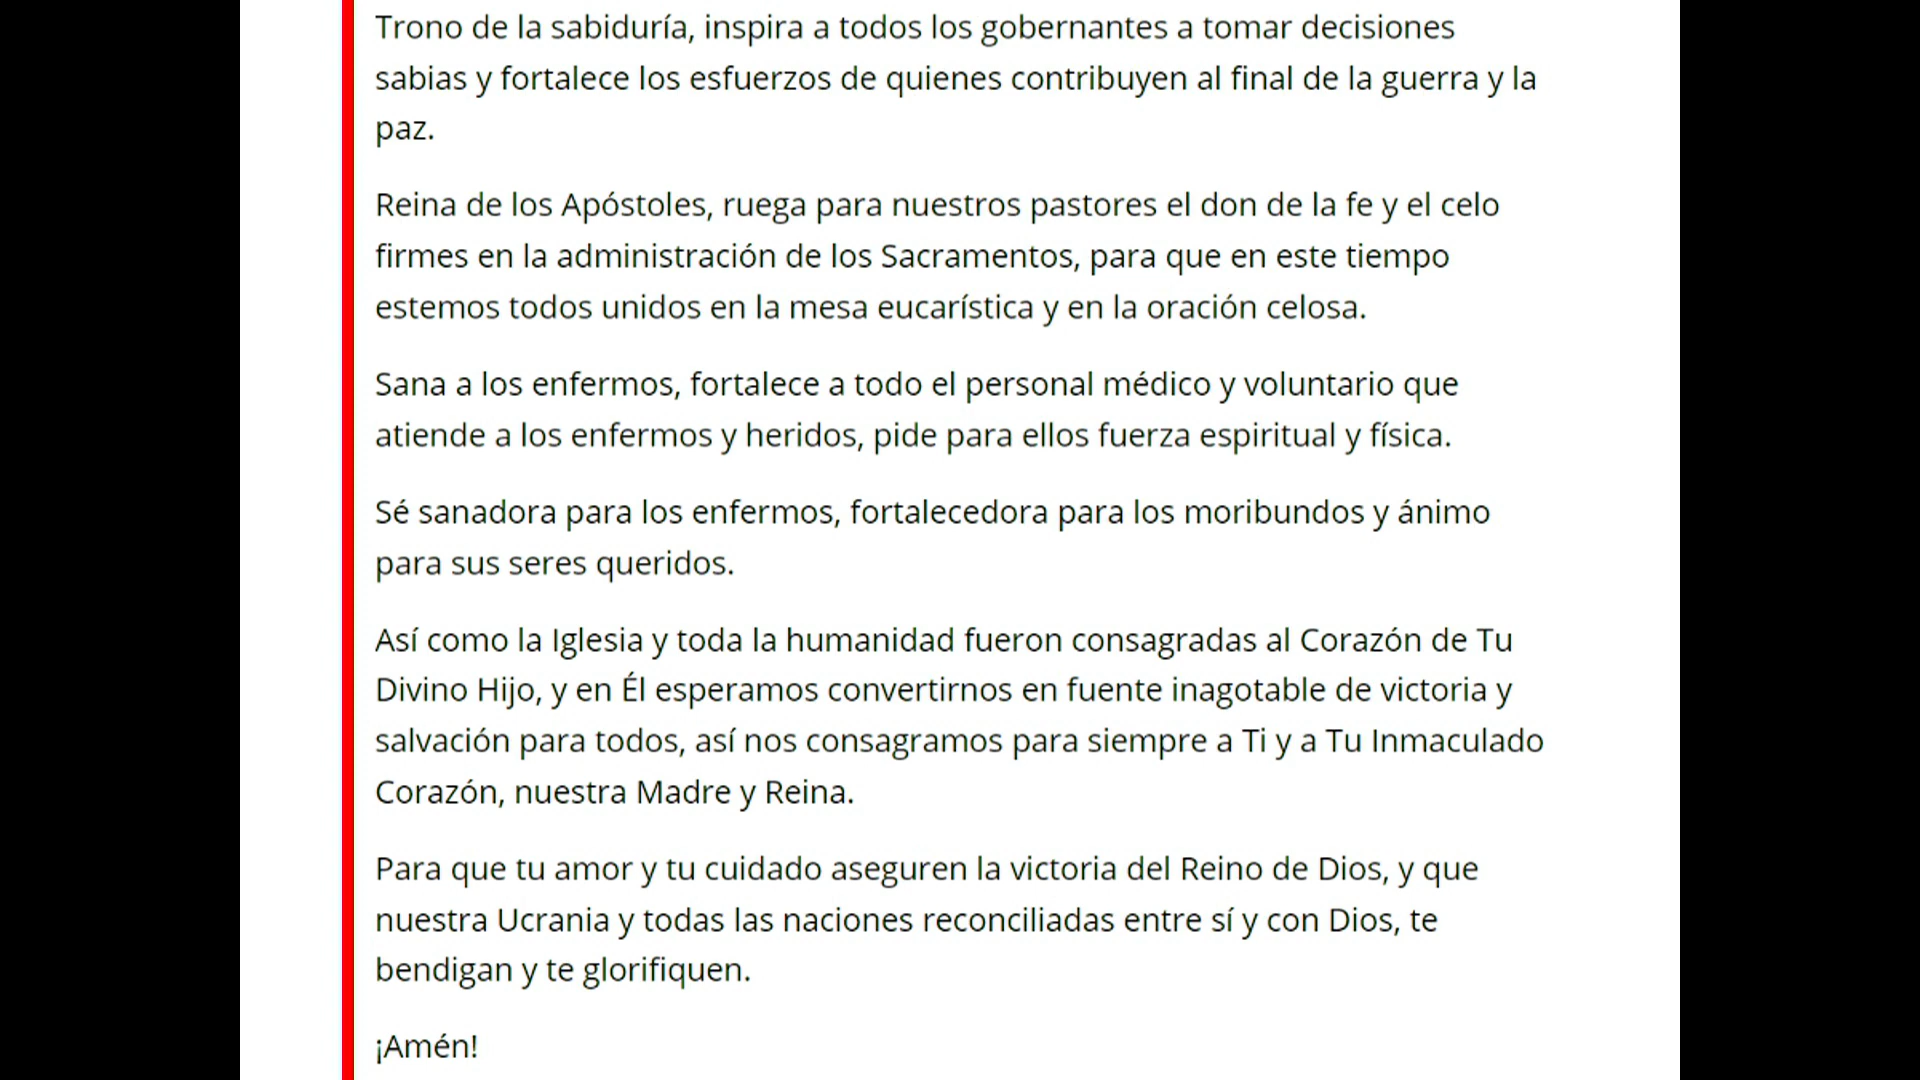 Trono de la sabiduría, inspira a todos los gobernantes a tomar decisiones
sabias y fortalece los esfuerzos de quienes contribuyen al final de la guerra y la
paz.
Reina de los Apóstoles, ruega para nuestros pastores el don de la fe y el celo
firmes en la administración de los Sacramentos, para que en este tiempo
estemos todos unidos en la mesa eucarística y en la oración celosa.
Sana a los enfermos, fortalece a todo el personal médico y voluntario que
atiende a los enfermos y heridos, pide para ellos fuerza espiritual y física.
Sé sanadora para los enfermos, fortalecedora para los moribundos y ánimo
para sus seres queridos.
Así como la Iglesia y toda la humanidad fueron consagradas al Corazón de Tu
Divino Hijo, y en Él esperamos convertirnos en fuente inagotable de victoria y
salvación para todos, así nos consagramos para siempre a Ti y a Tu Inmaculado
Corazón, nuestra Madre y Reina.
Para que tu amor y tu cuidado aseguren la victoria del Reino de Dios, y que
nuestra Ucrania y todas las naciones reconciliadas entre sí y con Dios, te
bendigan y te glorifiquen.
¡Amén!